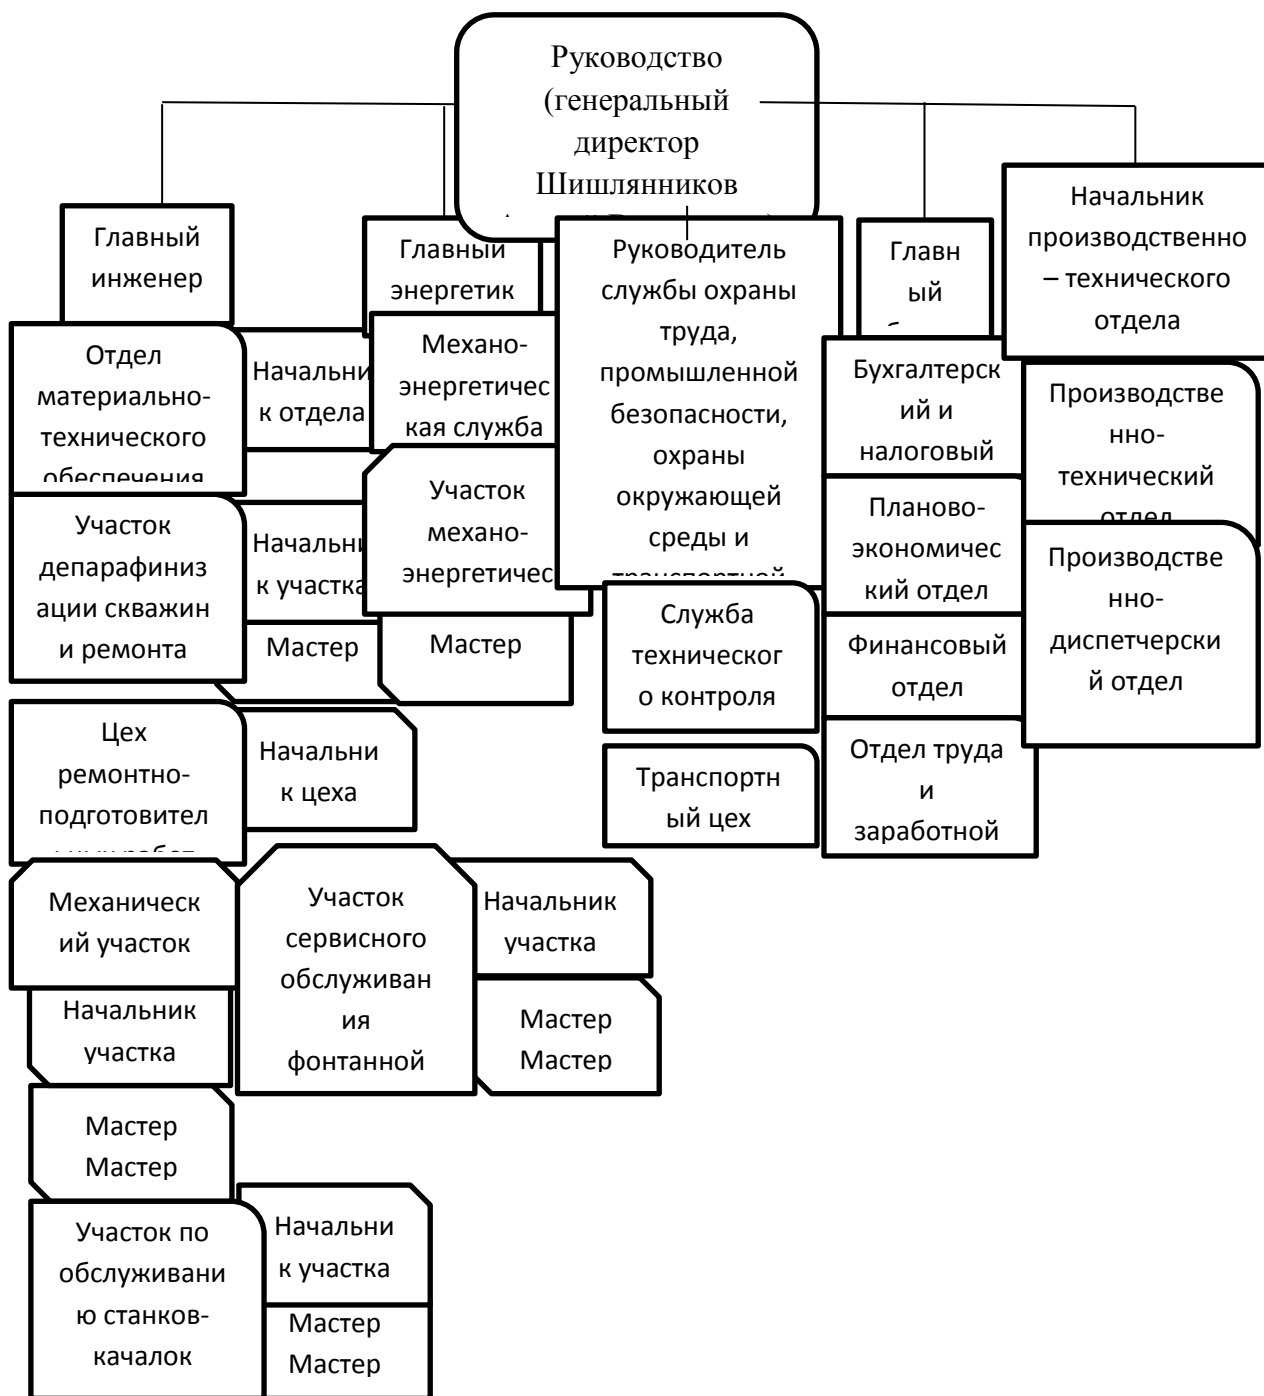 Руководство
(генеральный
директор
Шишлянников
Главный
инженер
Отдел
материально-
технического
обеспечения
Начальни
к отдела
Участок
депарафиниз
ации скважин
и ремонта
Начальни
к участка
Мастер
Цех
ремонтно-
подготовител
Начальни
к цеха
Механическ
ий участок
Начальник
участка
Мастер
Мастер
Участок
сервисного
обслуживан
ия
фонтанной
Начальник
участка
Мастер
Мастер
Участок по
обслуживани
ю станков-
качалок
Начальни
к участка
Мастер
Мастер
Главный
энергетик
Механо-
энергетичес
кая служба
Участок
механо-
энергетичес
Мастер
Руководитель
службы охраны
труда,
промышленной
безопасности,
охраны
окружающей
среды и
транспортной
Служба
техническог
о контроля
Транспортн
ый цех
Главн
ый
Бухгалтерск
ий и
налоговый
Планово-
экономичес
кий отдел
Финансовый
отдел
Отдел труда
и
заработной
Начальник
производственно
– технического
отдела
Производстве
нно-
технический
отдел
Производстве
нно-
диспетчерски
й отдел